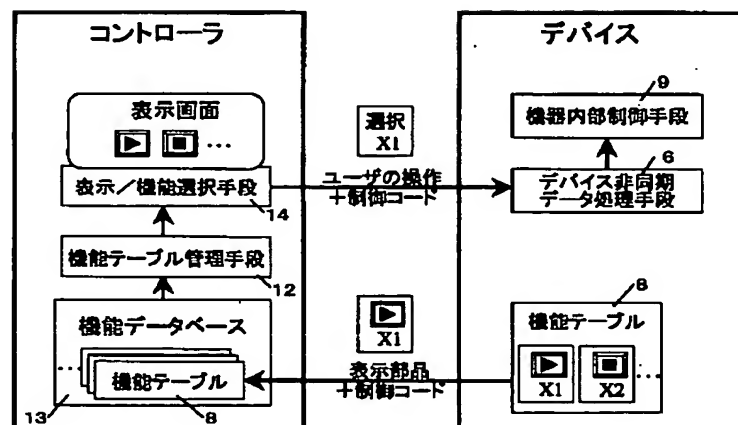 コントローラ
表示画面
…
表示／機能選択手段
14
機能テーブル管理手段
12
機能データベース
…
機能テーブル
13
8
選択
X1
ユーザの操作
＋制御コード
X1
表示部品
＋制御コード
デバイス
9
機器内部制御手段
6
デバイス非同期
データ処理手段
8
機能テーブル
X1 X2 …